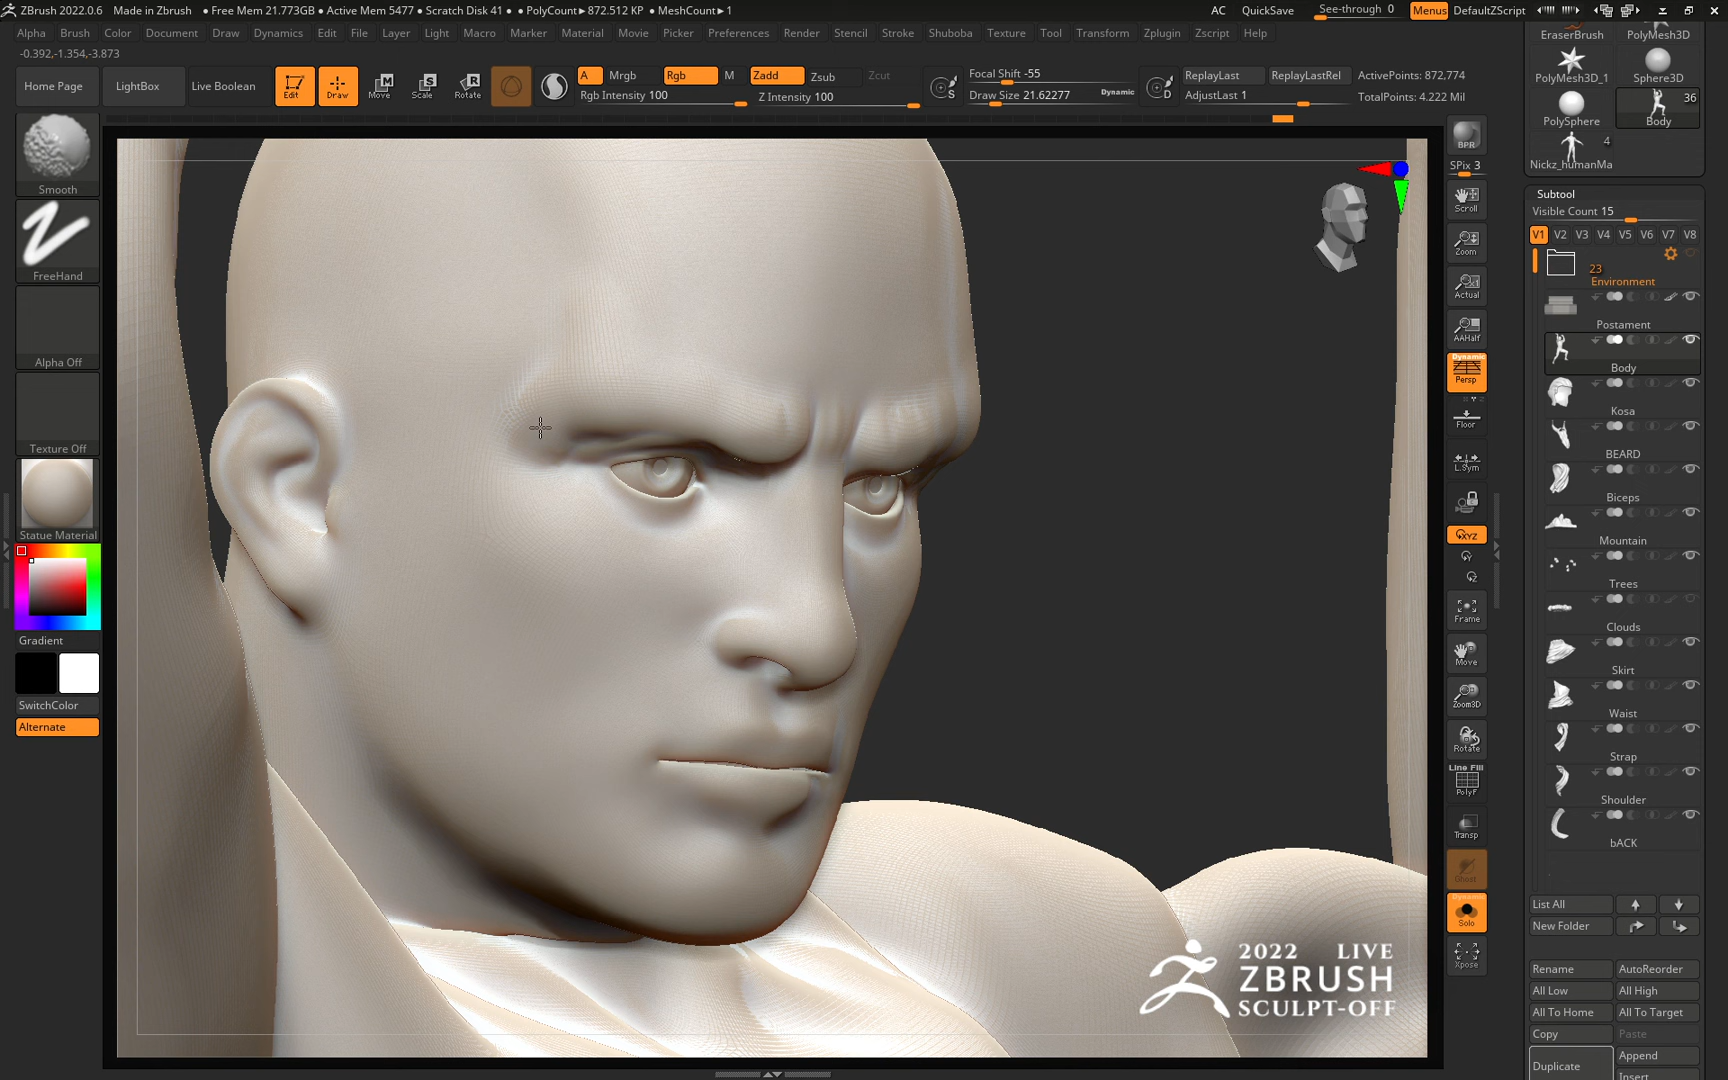 ZBrush 2022.0.6 Made in Zbrush • Free Mem 21.773GB • Active Mem 5477 • Scratch Disk 41 • • PolyCount► 872.512 KP • MeshCount► 1 AC QuickSave See-through 0 Menus DefaultZScript
Alpha Brush Color Document Draw Dynamics Edit File Layer Light Macro Marker Material Movie Picker Preferences Render Stencil Stroke Shuboba Texture Tool Transform Zplugin Zscript Help
-0.392,-1.354,-3.873
Home Page LightBox Live Boolean
Edit Draw Move Scale Rotate
A Mrgb Rgb M Zadd Zsub Zcut
Rgb Intensity 100 Z Intensity 100
S
Focal Shift -55
Draw Size 21.62277 Dynamic
D
ReplayLast ReplayLastRel
AdjustLast 1
ActivePoints: 872,774
TotalPoints: 4.222 Mil
Smooth
FreeHand
Alpha Off
Texture Off
Statue Material
Gradient
SwitchColor
Alternate
BPR
SPix 3
Scroll
Zoom
Actual
AAHalf
Dynamic
Persp
Floor
L.Sym
XYZ
Y
Z
Frame
Move
Zoom3D
Rotate
Line Fill
PolyF
Transp
Ghost
Dynamic
Solo
Xpose
EraserBrush PolyMesh3D
PolyMesh3D_1 Sphere3D
PolySphere 36
Body
4
Nickz_humanMa
Subtool
Visible Count 15
V1 V2 V3 V4 V5 V6 V7 V8
23
Environment
Postament
Body
Kosa
BEARD
Biceps
Mountain
Trees
Clouds
Skirt
Waist
Strap
Shoulder
bACK
List All
New Folder
Rename AutoReorder
All Low All High
All To Home All To Target
Copy Paste
Duplicate Append
Insert
2022 LIVE
ZBRUSH
SCULPT-OFF